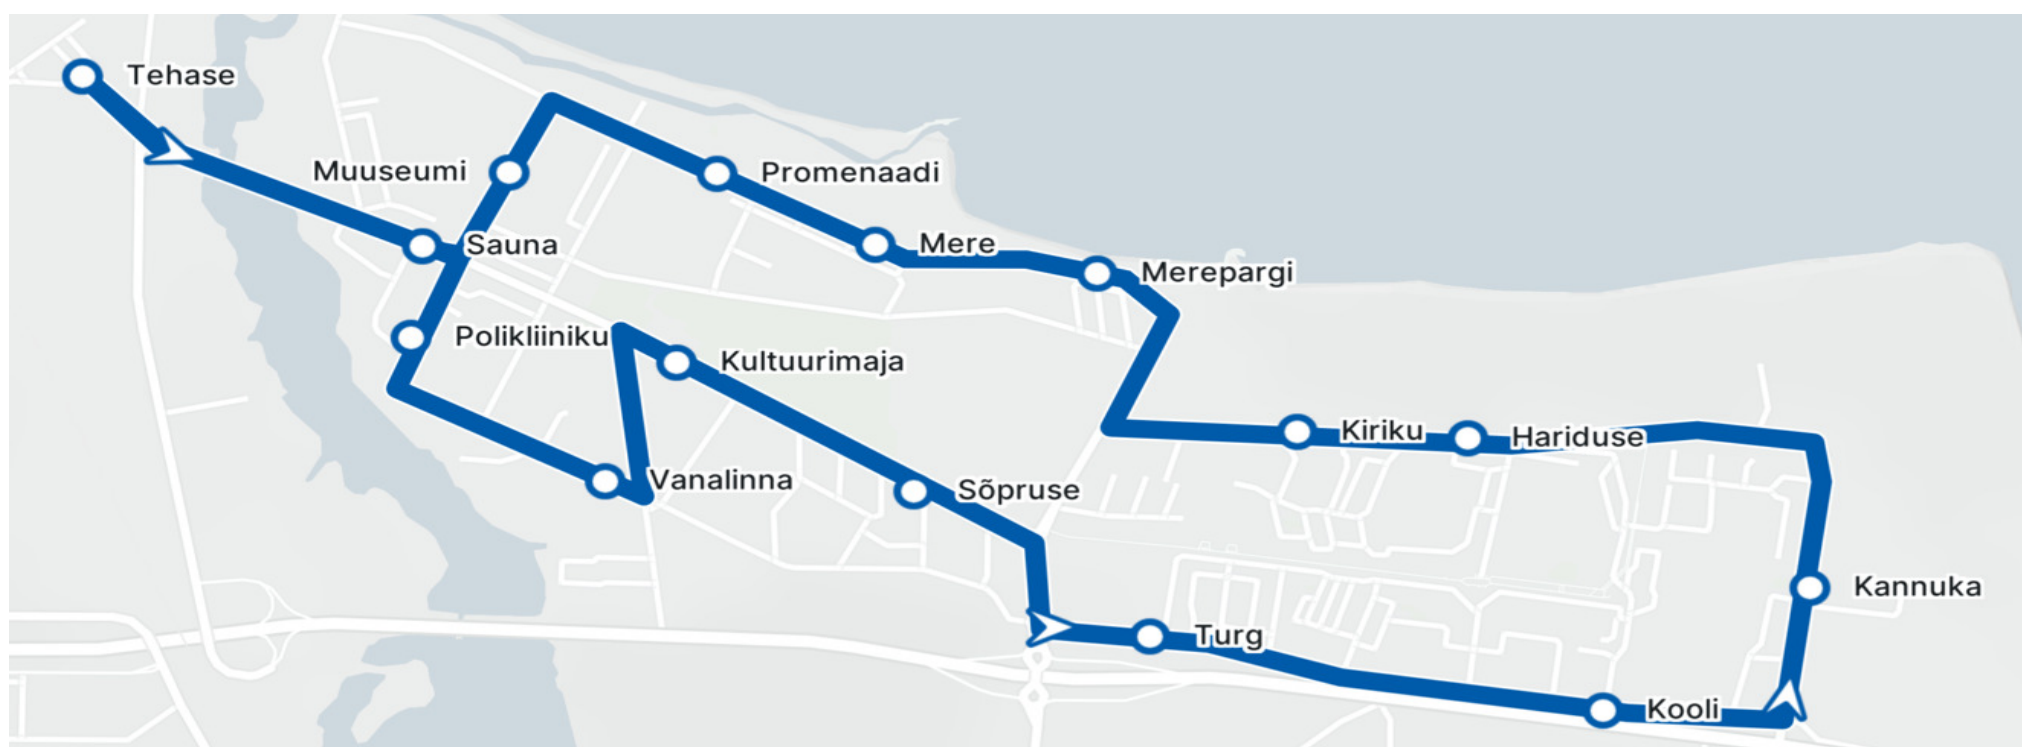 Tehase
Muuseumi
Promenaadi
Sauna
Mere
Merepargi
Polikliiniku
Kultuurimaja
Kiriku
Hariduse
Vanalinna
Sõpruse
Kannuka
Turg
Kooli